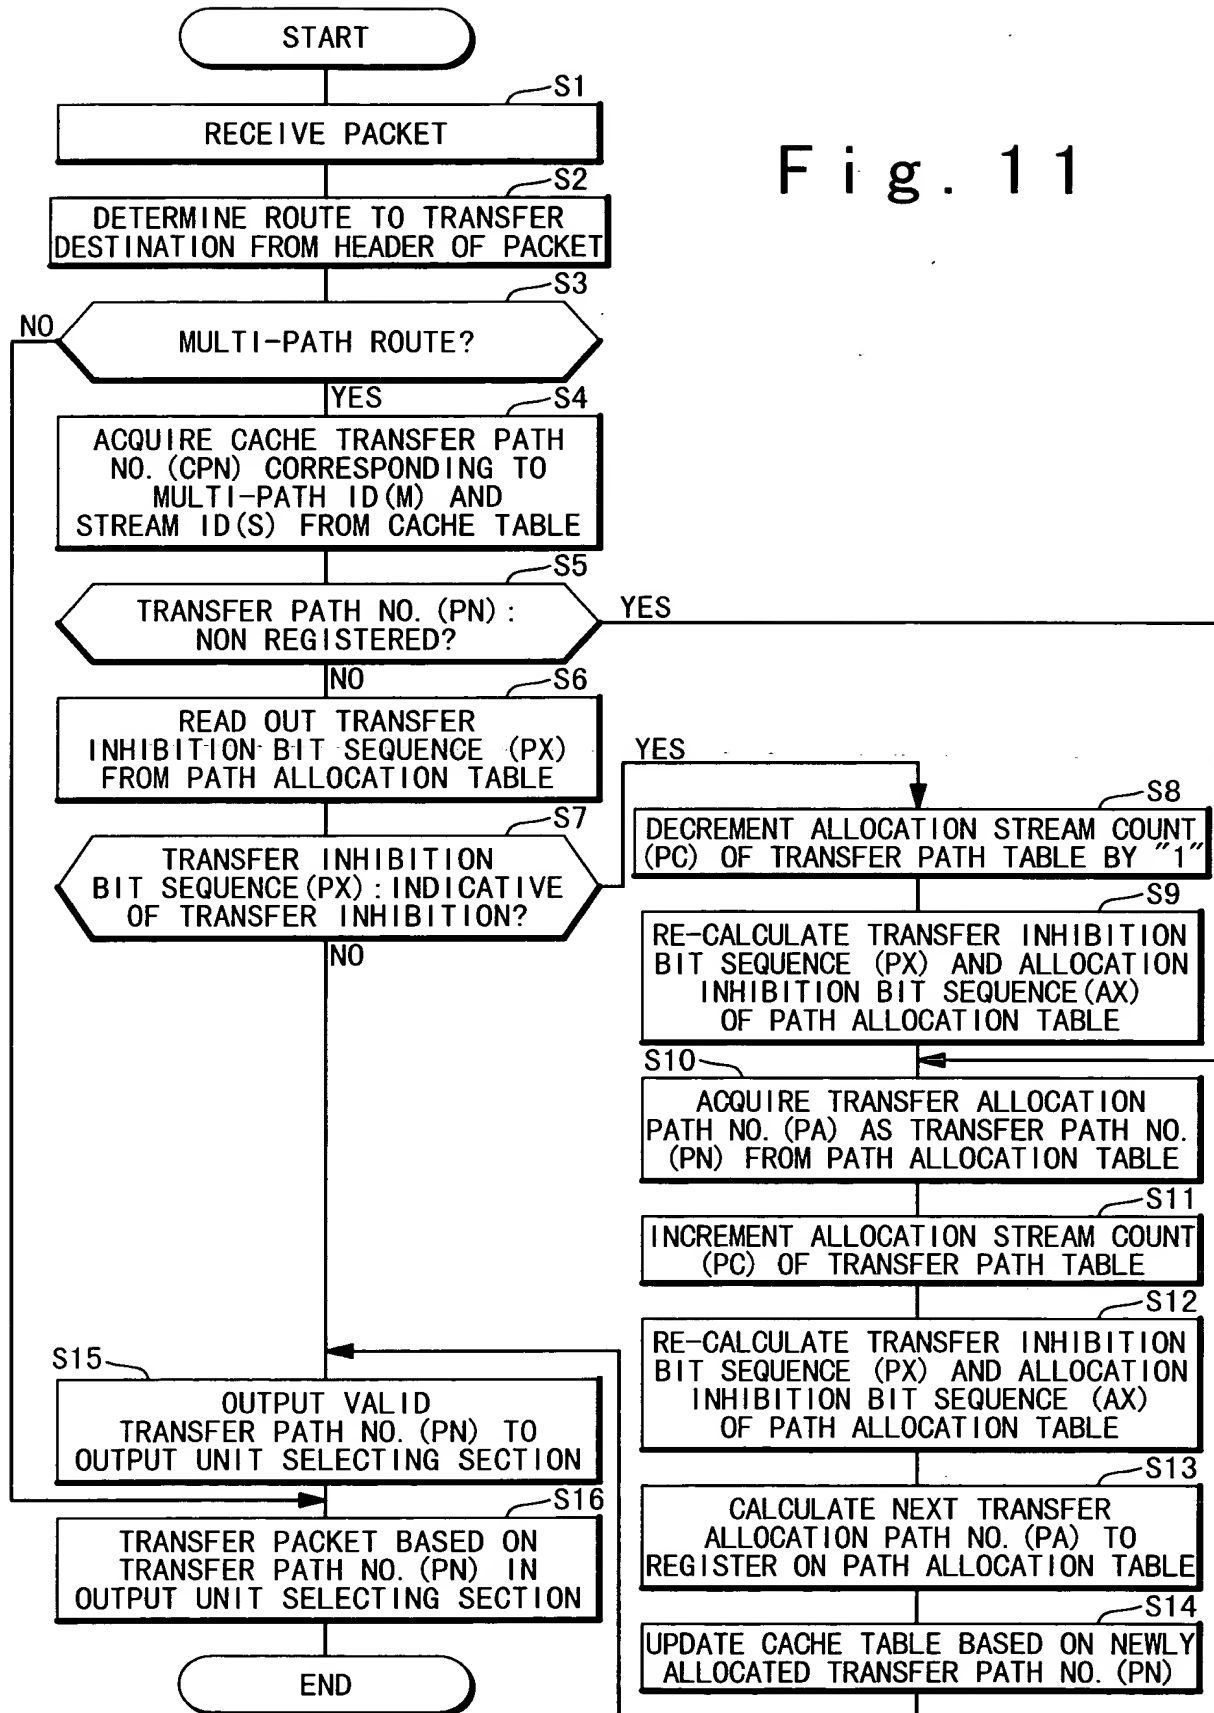 START
S1
RECEIVE PACKET
Fig. 11
S2
DETERMINE ROUTE TO TRANSFER
DESTINATION FROM HEADER OF PACKET
S3
NO
MULTI-PATH ROUTE?
YES
S4
ACQUIRE CACHE TRANSFER PATH
NO. (CPN) CORRESPONDING TO
MULTI-PATH ID(M) AND
STREAM ID(S) FROM CACHE TABLE
S5
TRANSFER PATH NO. (PN):
NON REGISTERED?
YES
NO
S6
READ OUT TRANSFER
INHIBITION BIT SEQUENCE (PX)
FROM PATH ALLOCATION TABLE
S7
TRANSFER INHIBITION
BIT SEQUENCE(PX):INDICATIVE
OF TRANSFER INHIBITION?
YES
NO
S8
DECREMENT ALLOCATION STREAM COUNT
(PC) OF TRANSFER PATH TABLE BY "1"
S9
RE-CALCULATE TRANSFER INHIBITION
BIT SEQUENCE (PX) AND ALLOCATION
INHIBITION BIT SEQUENCE(AX)
OF PATH ALLOCATION TABLE
S10
ACQUIRE TRANSFER ALLOCATION
PATH NO. (PA) AS TRANSFER PATH NO.
(PN) FROM PATH ALLOCATION TABLE
S11
INCREMENT ALLOCATION STREAM COUNT
(PC) OF TRANSFER PATH TABLE
S12
RE-CALCULATE TRANSFER INHIBITION
BIT SEQUENCE (PX) AND ALLOCATION
INHIBITION BIT SEQUENCE (AX)
OF PATH ALLOCATION TABLE
S13
CALCULATE NEXT TRANSFER
ALLOCATION PATH NO. (PA) TO
REGISTER ON PATH ALLOCATION TABLE
S14
UPDATE CACHE TABLE BASED ON NEWLY
ALLOCATED TRANSFER PATH NO. (PN)
S15
OUTPUT VALID
TRANSFER PATH NO. (PN) TO
OUTPUT UNIT SELECTING SECTION
S16
TRANSFER PACKET BASED ON
TRANSFER PATH NO. (PN) IN
OUTPUT UNIT SELECTING SECTION
END